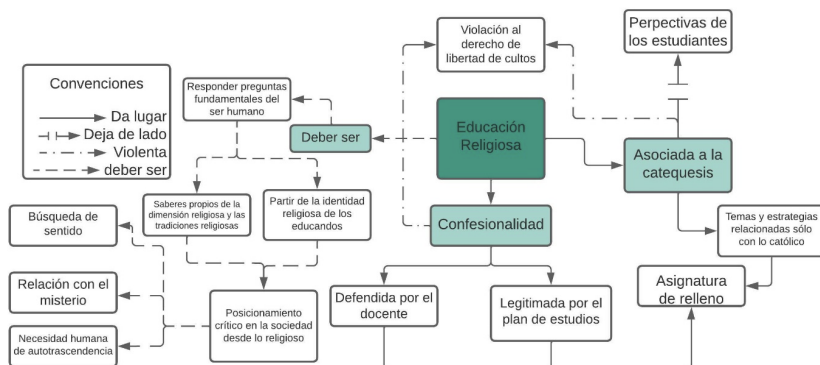 Convenciones
Da lugar
Deja de lado
Violenta
deber ser
Responder preguntas
fundamentales del
ser humano
Violación al
derecho de
libertad de cultos
Perpectivas de
los estudiantes
Deber ser
Educación
Religiosa
Asociada a la
catequesis
Saberes propios de la
dimensión religiosa y las
tradiciones religiosas
Partir de la identidad
religiosa de los
educandos
Confesionalidad
Temas y estrategias
relacionadas sólo
con lo católico
Búsqueda de
sentido
Relación con el
misterio
Necesidad humana
de autotrascendencia
Posicionamiento
crítico en la sociedad
desde lo religioso
Defendida por el
docente
Legitimada por el
plan de estudios
Asignatura
de relleno